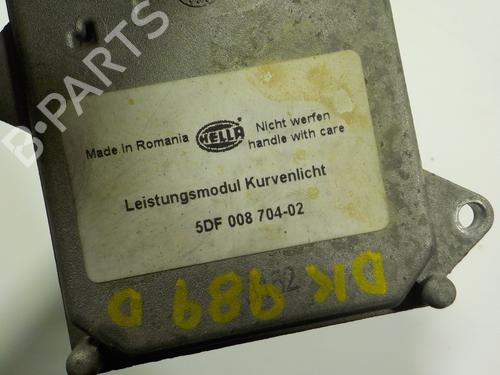 B-PARTS
Made in Romania
HELLA
Nicht werfen
handle with care
Leistungsmodul Kurvenlicht
5DF 008 704-02
DK 989 D